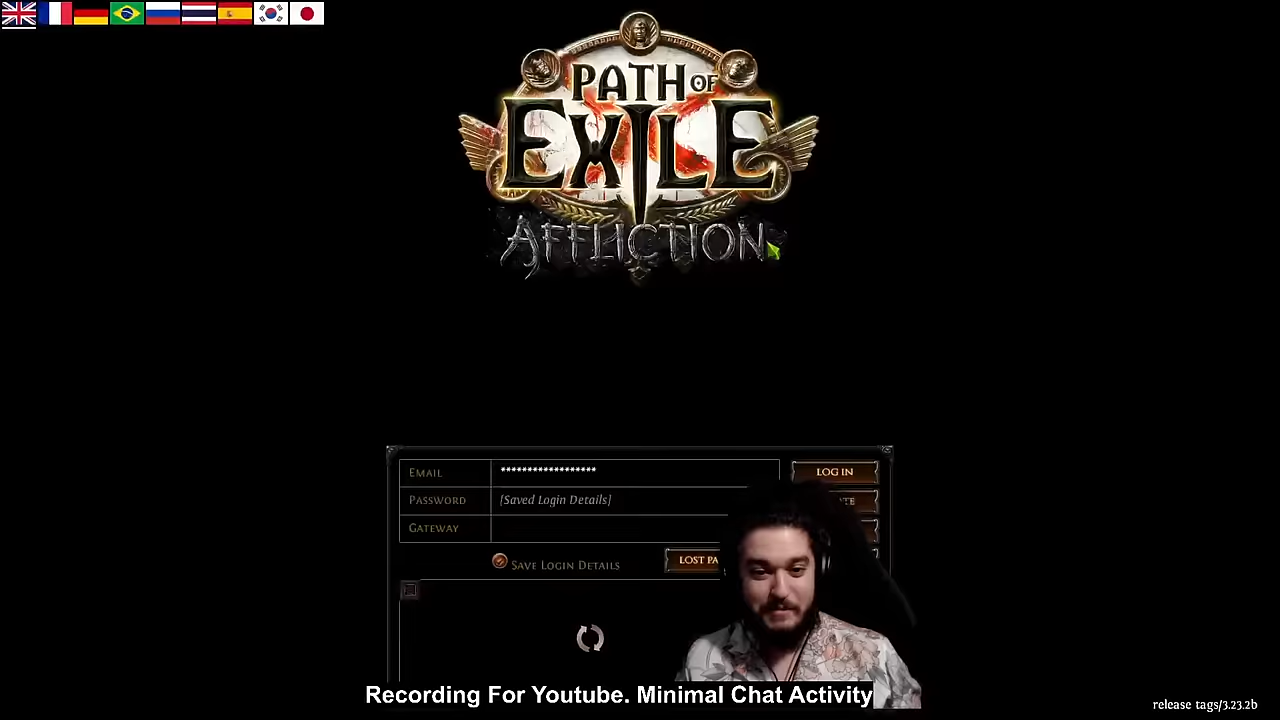 PATH OF
EXILE
AFFLICTION
EMAIL ******************
LOG IN
PASSWORD [Saved Login Details]
GATEWAY
SAVE LOGIN DETAILS
Recording For Youtube. Minimal Chat Activity
release tags/3.23.2b